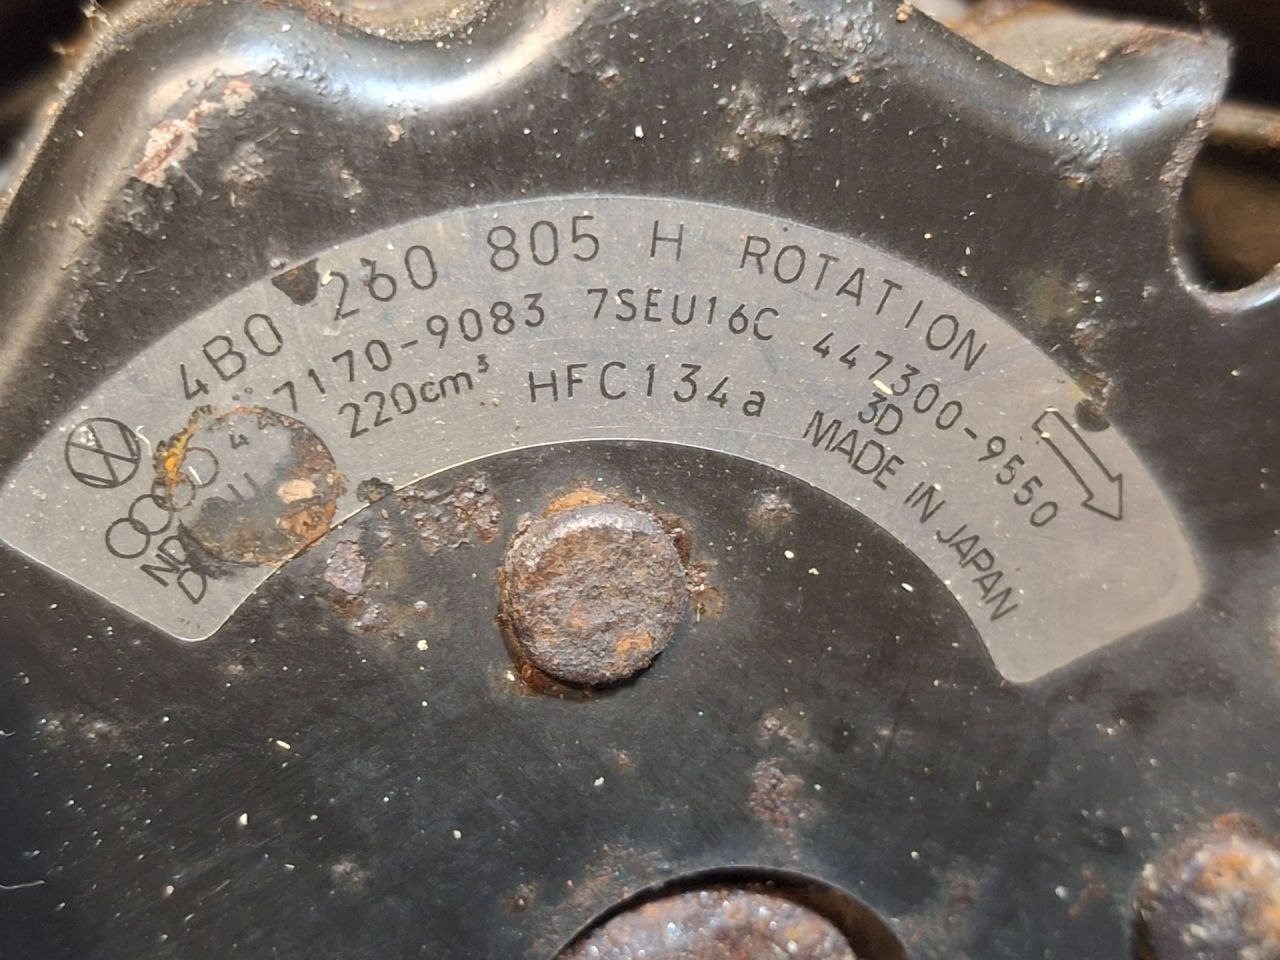 4B0 260 805 H ROTATION
7170-9083 7SEU16C 447300-9550
220cm³ HFC134a 3D
MADE IN JAPAN